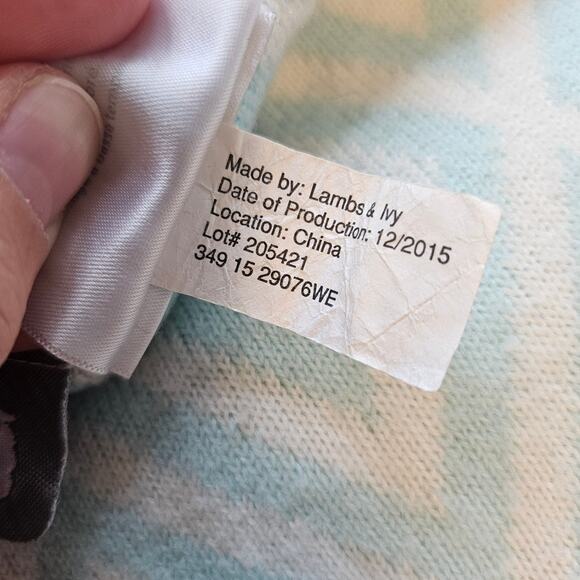 Made by: Lambs & Ivy
Date of Production: 12/2015
Location: China
Lot# 205421
349 15 29076WE